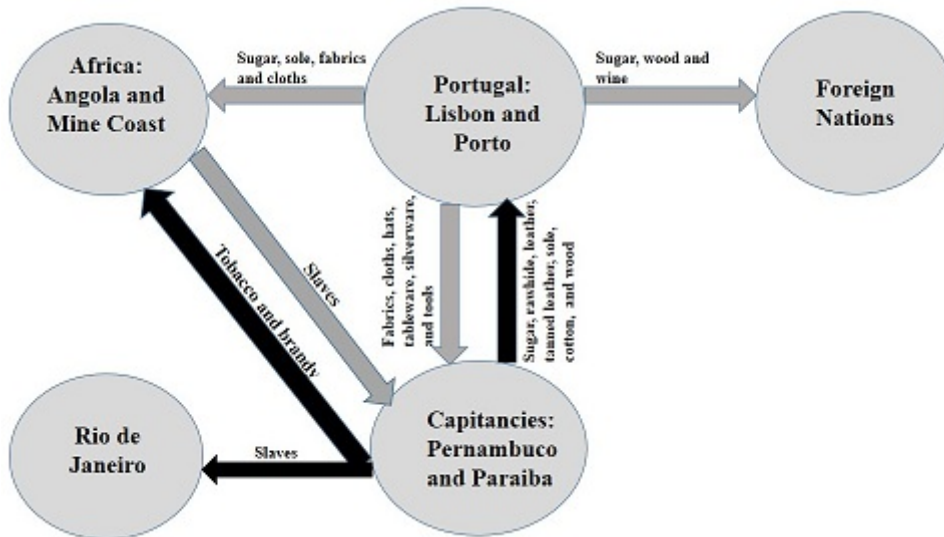 Africa:
Angola and
Mine Coast
Sugar, sole, fabrics
and cloths
Portugal:
Lisbon and
Porto
Sugar, wood and
wine
Foreign
Nations
Slaves
Tobacco and brandy
Fabrics, cloths, hats,
tableware, silverware,
and tools
Sugar, rawhide, leather,
tanned leather, sole,
cotton, and wood
Rio de
Janeiro
Slaves
Capitancies:
Pernambuco
and Paraiba